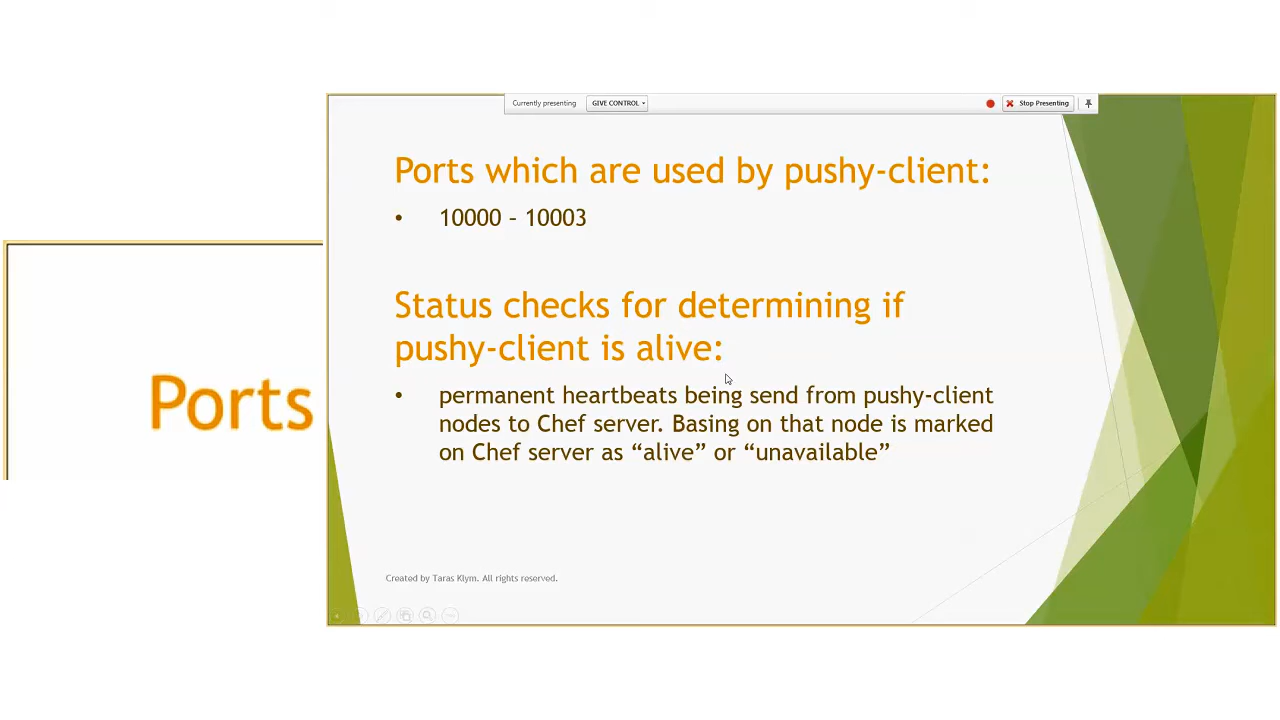 Currently presenting GIVE CONTROL Stop Presenting
Ports which are used by pushy-client:
• 10000 – 10003
Status checks for determining if
pushy-client is alive:
• permanent heartbeats being send from pushy-client
nodes to Chef server. Basing on that node is marked
on Chef server as “alive” or “unavailable”
Created by Taras Klym. All rights reserved.
Ports